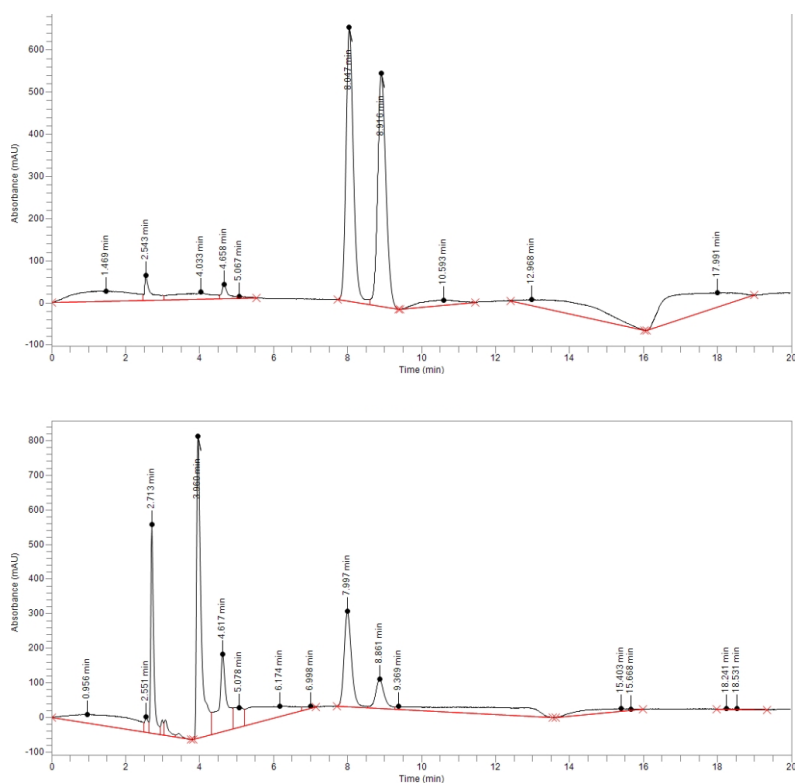 600
500
400
300
200
100
0
-100
Absorbance (mAU)
1.469 min
2.543 min
4.033 min
4.658 min
5.067 min
8.047 min
8.916 min
10.593 min
12.968 min
17.991 min
0 2 4 6 8 10 12 14 16 18 20
Time (min)
800
700
600
500
400
300
200
100
0
-100
Absorbance (mAU)
0.956 min
2.551 min
2.713 min
3.960 min
4.617 min
5.078 min
6.174 min
6.998 min
7.997 min
8.861 min
9.369 min
15.403 min
15.668 min
18.241 min
18.531 min
0 2 4 6 8 10 12 14 16 18 20
Time (min)